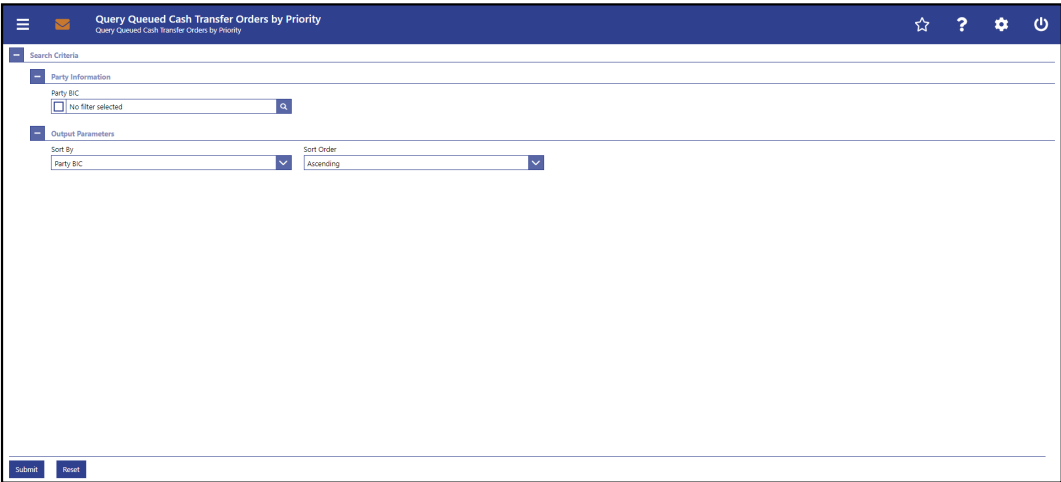 Query Queued Cash Transfer Orders by Priority
Query Queued Cash Transfer Orders by Priority
Search Criteria
Party Information
Party BIC
No filter selected
Output Parameters
Sort By Sort Order
Party BIC Ascending
Submit Reset